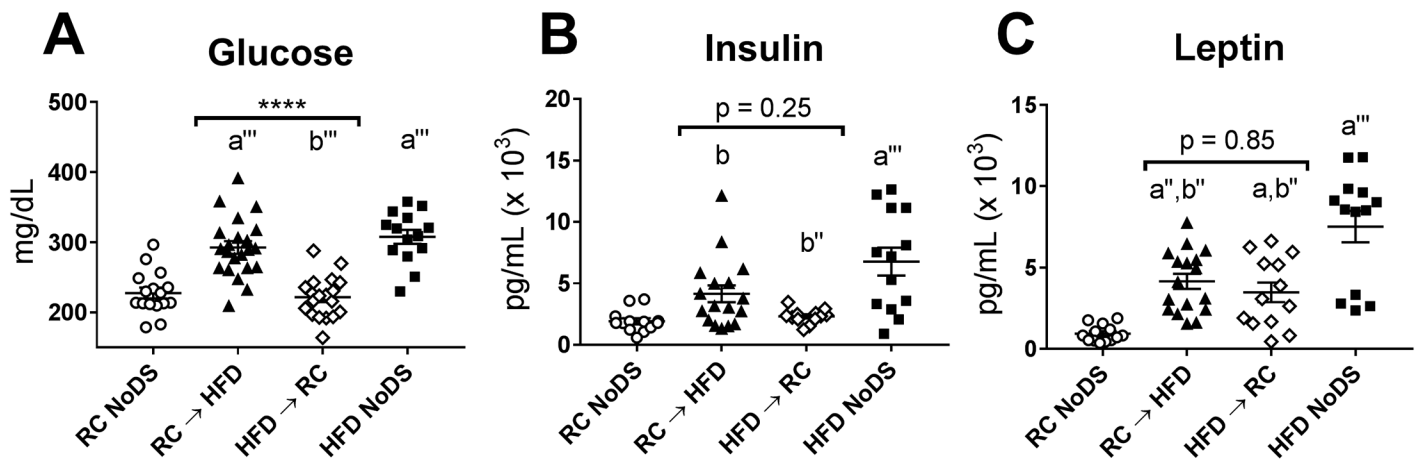 A
Glucose
mg/dL
500
400
300
200
****
a'''
b'''
a'''
RC NoDS
RC → HFD
HFD → RC
HFD NoDS
B
Insulin
pg/mL (x 10³)
20
15
10
5
0
p = 0.25
b
b''
a'''
RC NoDS
RC → HFD
HFD → RC
HFD NoDS
C
Leptin
pg/mL (x 10³)
15
10
5
0
p = 0.85
a'',b''
a,b''
a'''
RC NoDS
RC → HFD
HFD → RC
HFD NoDS